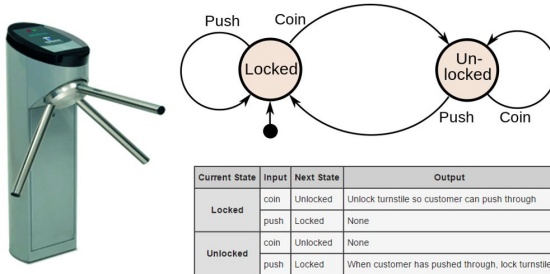 Push
Coin
Locked
Un-
locked
Push
Coin
Current State Input Next State Output
Locked coin Unlocked Unlock turnstile so customer can push through
push Locked None
Unlocked coin Unlocked None
push Locked When customer has pushed through, lock turnstile